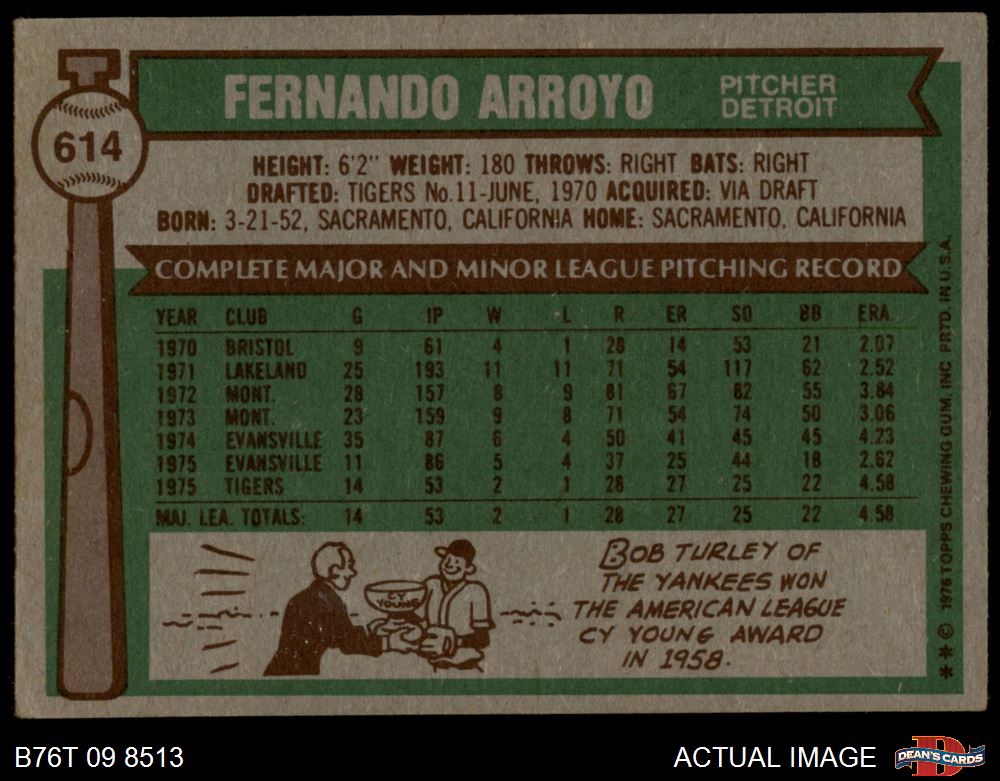 614
FERNANDO ARROYO
PITCHER
DETROIT
HEIGHT: 6'2" WEIGHT: 180 THROWS: RIGHT BATS: RIGHT
DRAFTED: TIGERS No.11-JUNE, 1970 ACQUIRED: VIA DRAFT
BORN: 3-21-52, SACRAMENTO, CALIFORNIA HOME: SACRAMENTO, CALIFORNIA
COMPLETE MAJOR AND MINOR LEAGUE PITCHING RECORD
YEAR CLUB G IP W L R ER SO BB ERA.
1970 BRISTOL 9 61 4 1 28 14 53 21 2.07
1971 LAKELAND 25 193 11 11 71 54 117 62 2.52
1972 MONT. 28 157 8 9 81 67 82 55 3.84
1973 MONT. 23 159 9 8 71 54 74 50 3.06
1974 EVANSVILLE 35 87 6 4 50 41 45 45 4.23
1975 EVANSVILLE 11 86 5 4 37 25 44 18 2.62
1975 TIGERS 14 53 2 1 28 27 25 22 4.58
MAJ. LEA. TOTALS: 14 53 2 1 28 27 25 22 4.58
CY
YOUNG
BOB TURLEY OF
THE YANKEES WON
THE AMERICAN LEAGUE
CY YOUNG AWARD
IN 1958.
** © 1976 TOPPS CHEWING GUM, INC PRTD. IN U.S.A.
B76T 09 8513
ACTUAL IMAGE
D
DEAN'S CARDS